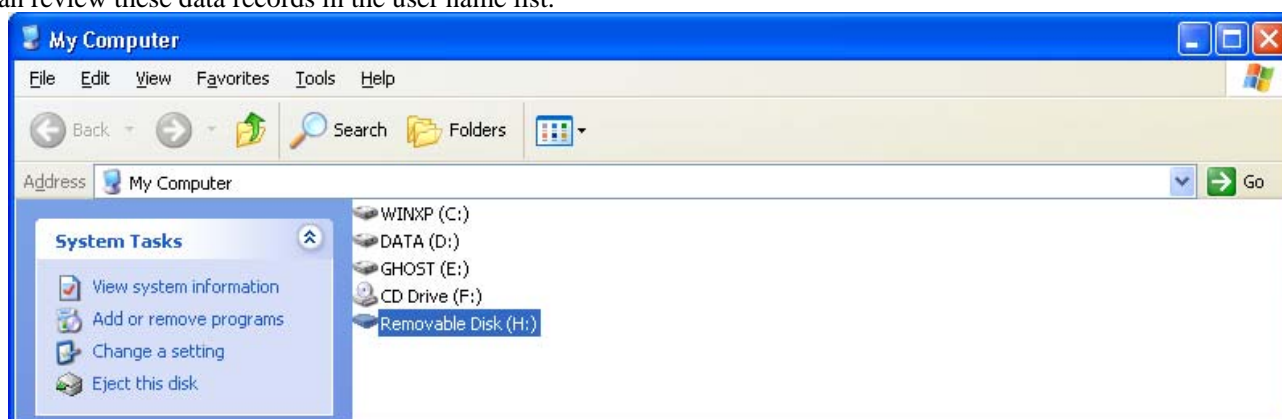 an review these data records in the user name list.
My Computer
File Edit View Favorites Tools Help
Back Search Folders
Address My Computer Go
System Tasks
View system information
Add or remove programs
Change a setting
Eject this disk
WINXP (C:)
DATA (D:)
GHOST (E:)
CD Drive (F:)
Removable Disk (H:)